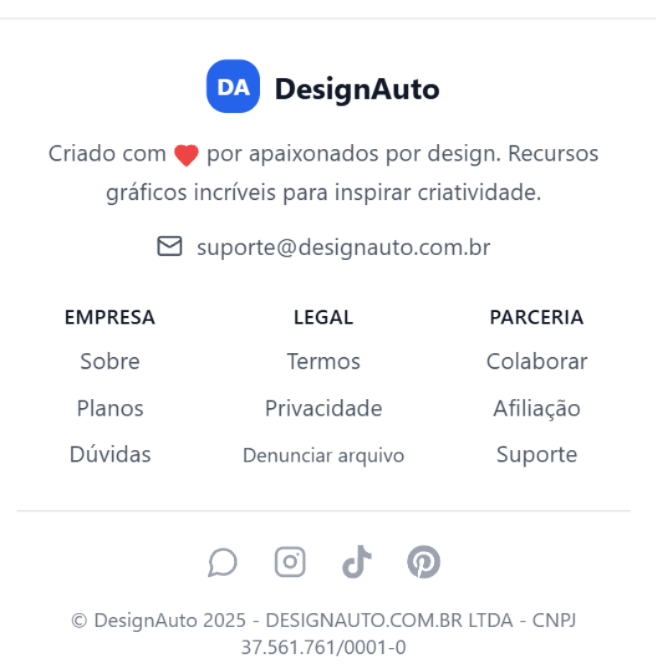 DA DesignAuto
Criado com ❤ por apaixonados por design. Recursos
gráficos incríveis para inspirar criatividade.
suporte@designauto.com.br
EMPRESA LEGAL PARCERIA
Sobre Termos Colaborar
Planos Privacidade Afiliação
Dúvidas Denunciar arquivo Suporte
© DesignAuto 2025 - DESIGNAUTO.COM.BR LTDA - CNPJ
37.561.761/0001-0